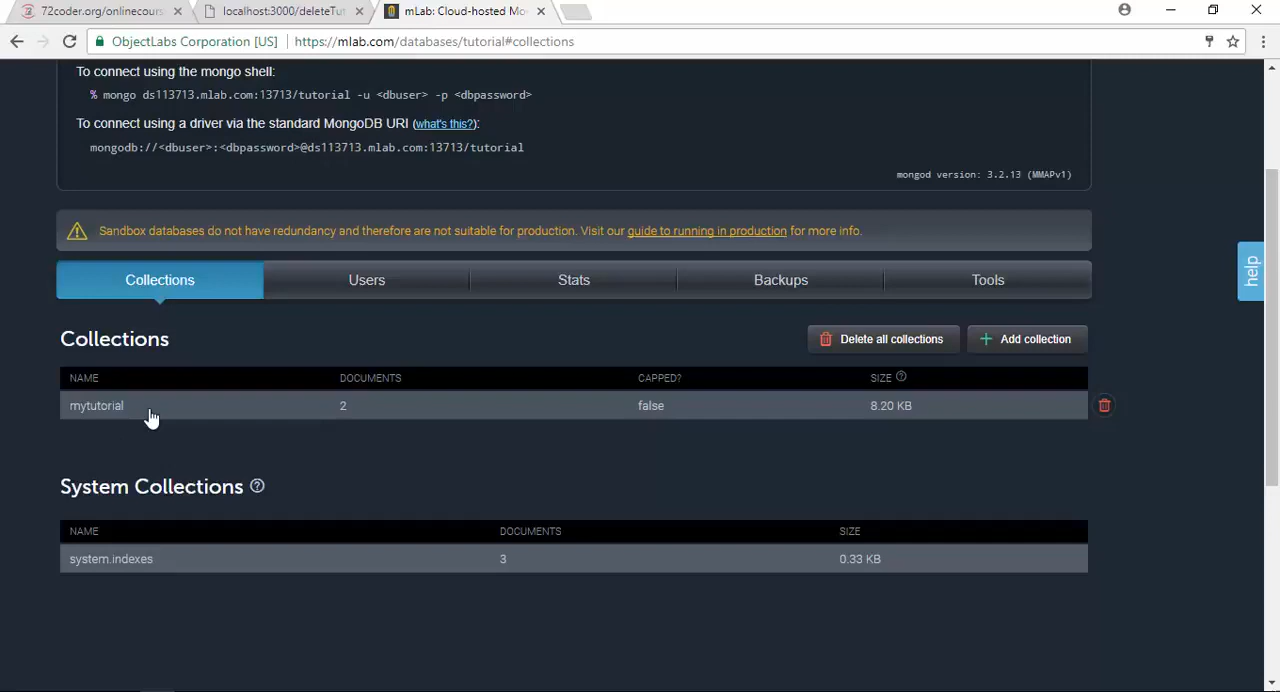 72coder.org/onlinecours
localhost:3000/deleteTut
mLab: Cloud-hosted Mo
ObjectLabs Corporation [US] https://mlab.com/databases/tutorial#collections
To connect using the mongo shell:
% mongo ds113713.mlab.com:13713/tutorial -u <dbuser> -p <dbpassword>
To connect using a driver via the standard MongoDB URI (what's this?):
mongodb://<dbuser>:<dbpassword>@ds113713.mlab.com:13713/tutorial
mongod version: 3.2.13 (MMAPv1)
Sandbox databases do not have redundancy and therefore are not suitable for production. Visit our guide to running in production for more info.
help
Collections Users Stats Backups Tools
Collections
Delete all collections
Add collection
NAME DOCUMENTS CAPPED? SIZE ?
mytutorial 2 false 8.20 KB
System Collections ?
NAME DOCUMENTS SIZE
system.indexes 3 0.33 KB